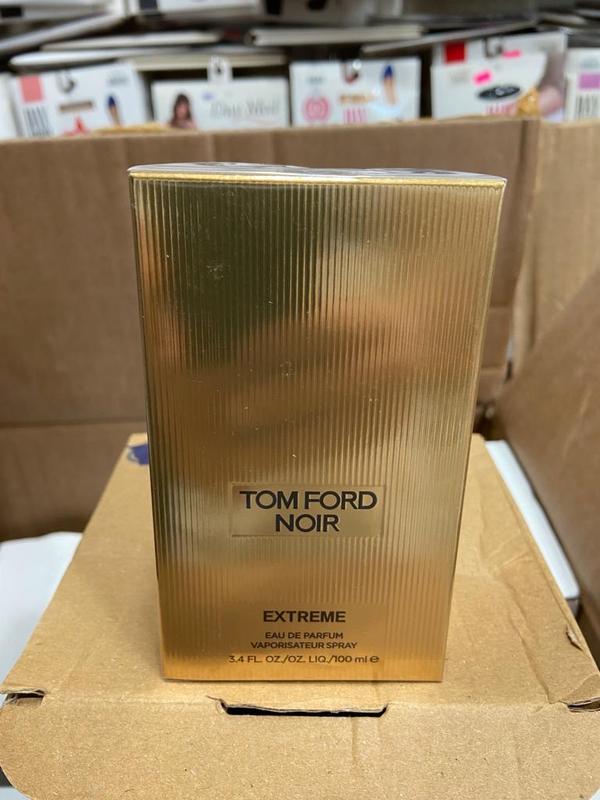 TOM FORD
NOIR
EXTREME
EAU DE PARFUM
VAPORISATEUR SPRAY
3.4 FL. OZ./OZ. LIQ./100 ml ℮